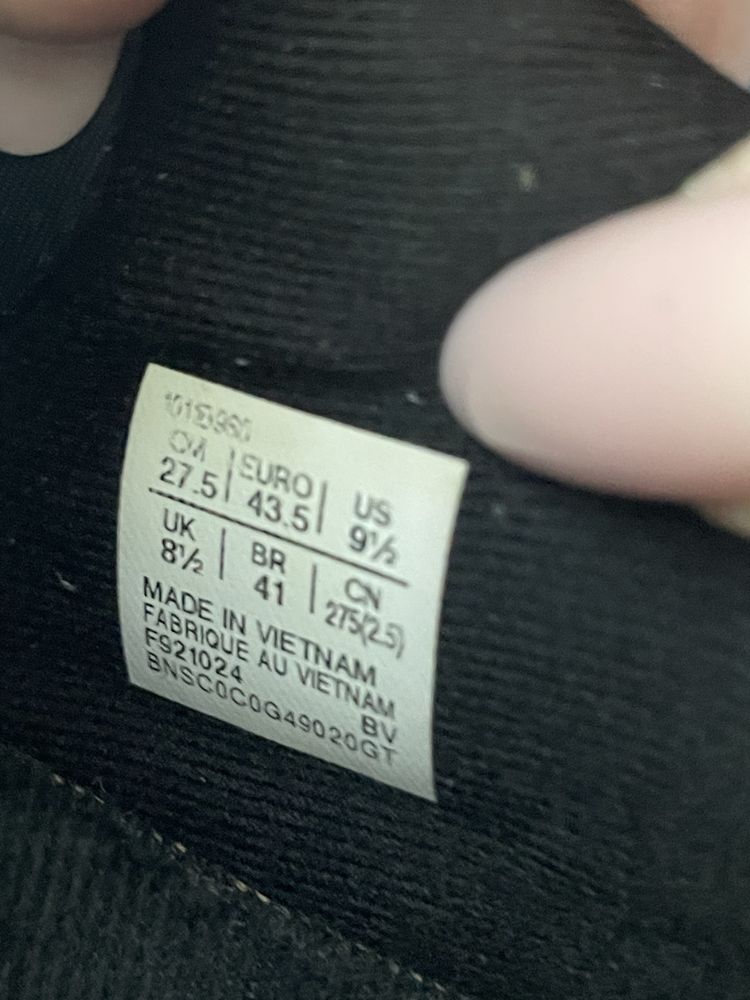 CM | EURO | US
27.5 | 43.5 | 9½
UK | BR | CN
8½ | 41 | 275(2.5)
MADE IN VIETNAM
FABRIQUE AU VIETNAM
F921024 BV
BNSC0C0G49020GT